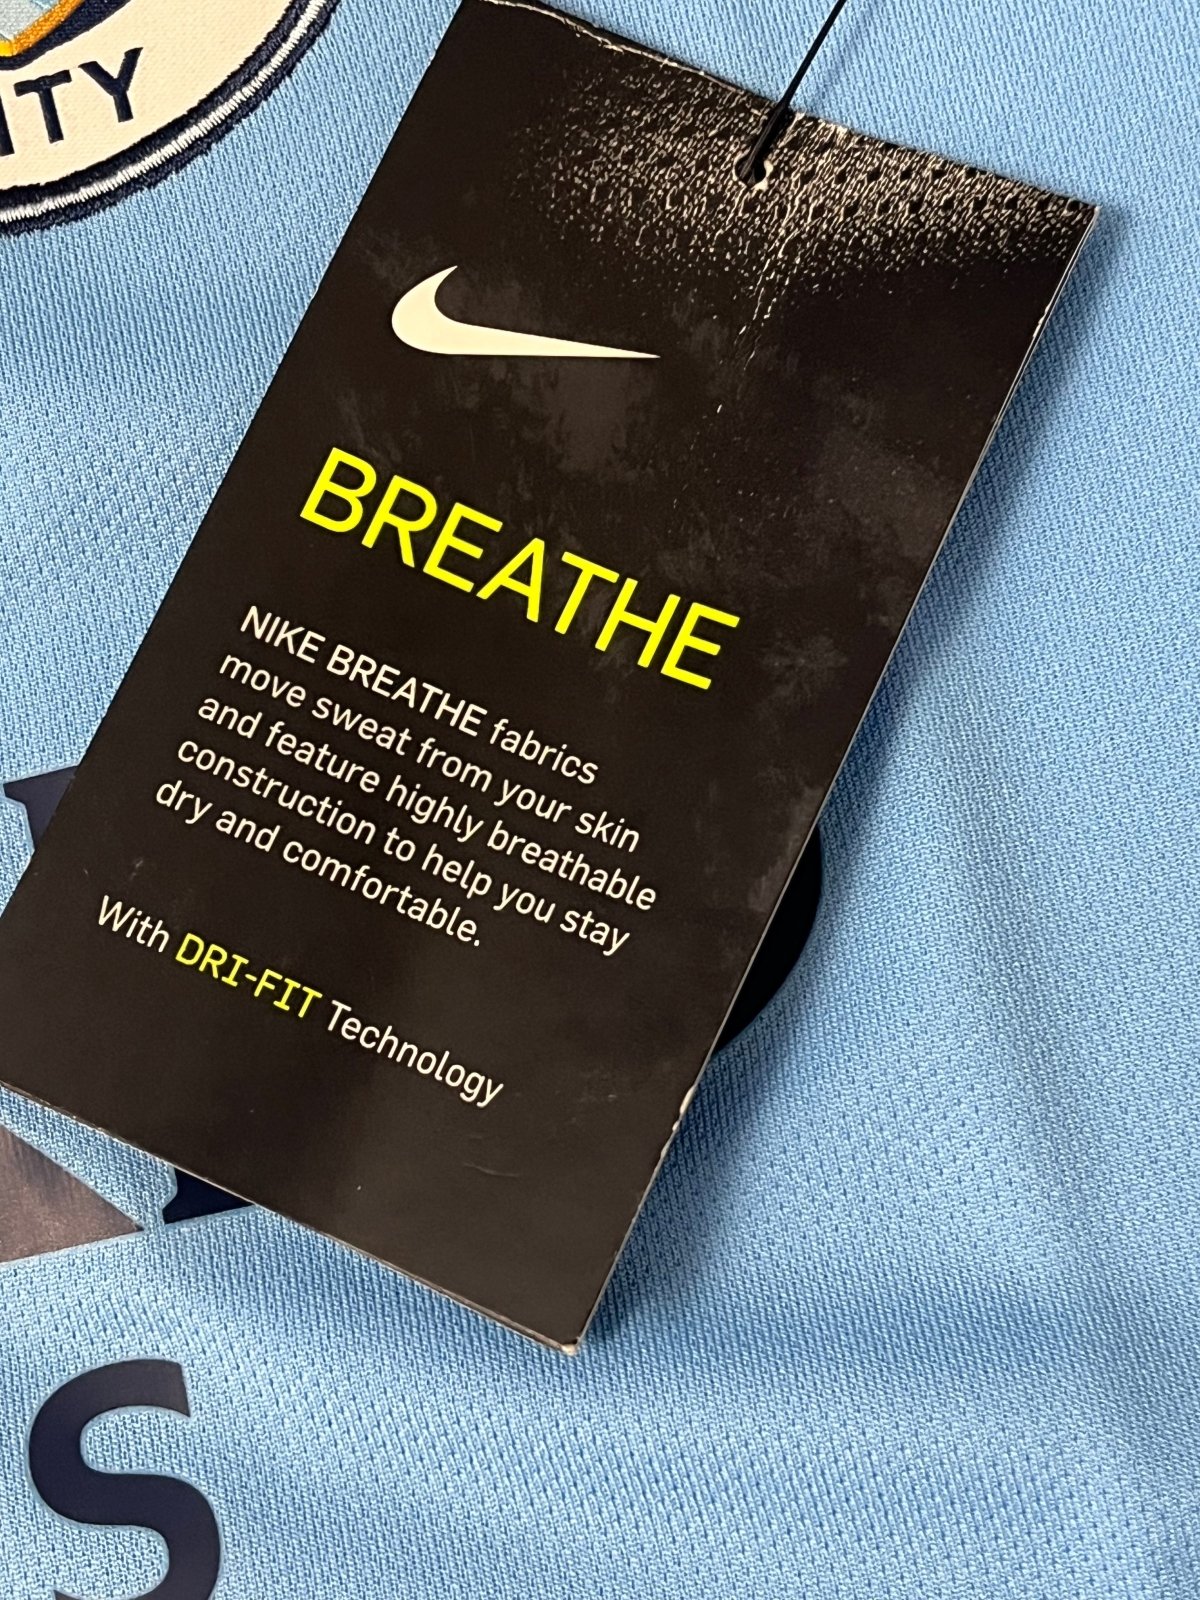 ITY
BREATHE
NIKE BREATHE fabrics
move sweat from your skin
and feature highly breathable
construction to help you stay
dry and comfortable.
With DRI-FIT Technology
S